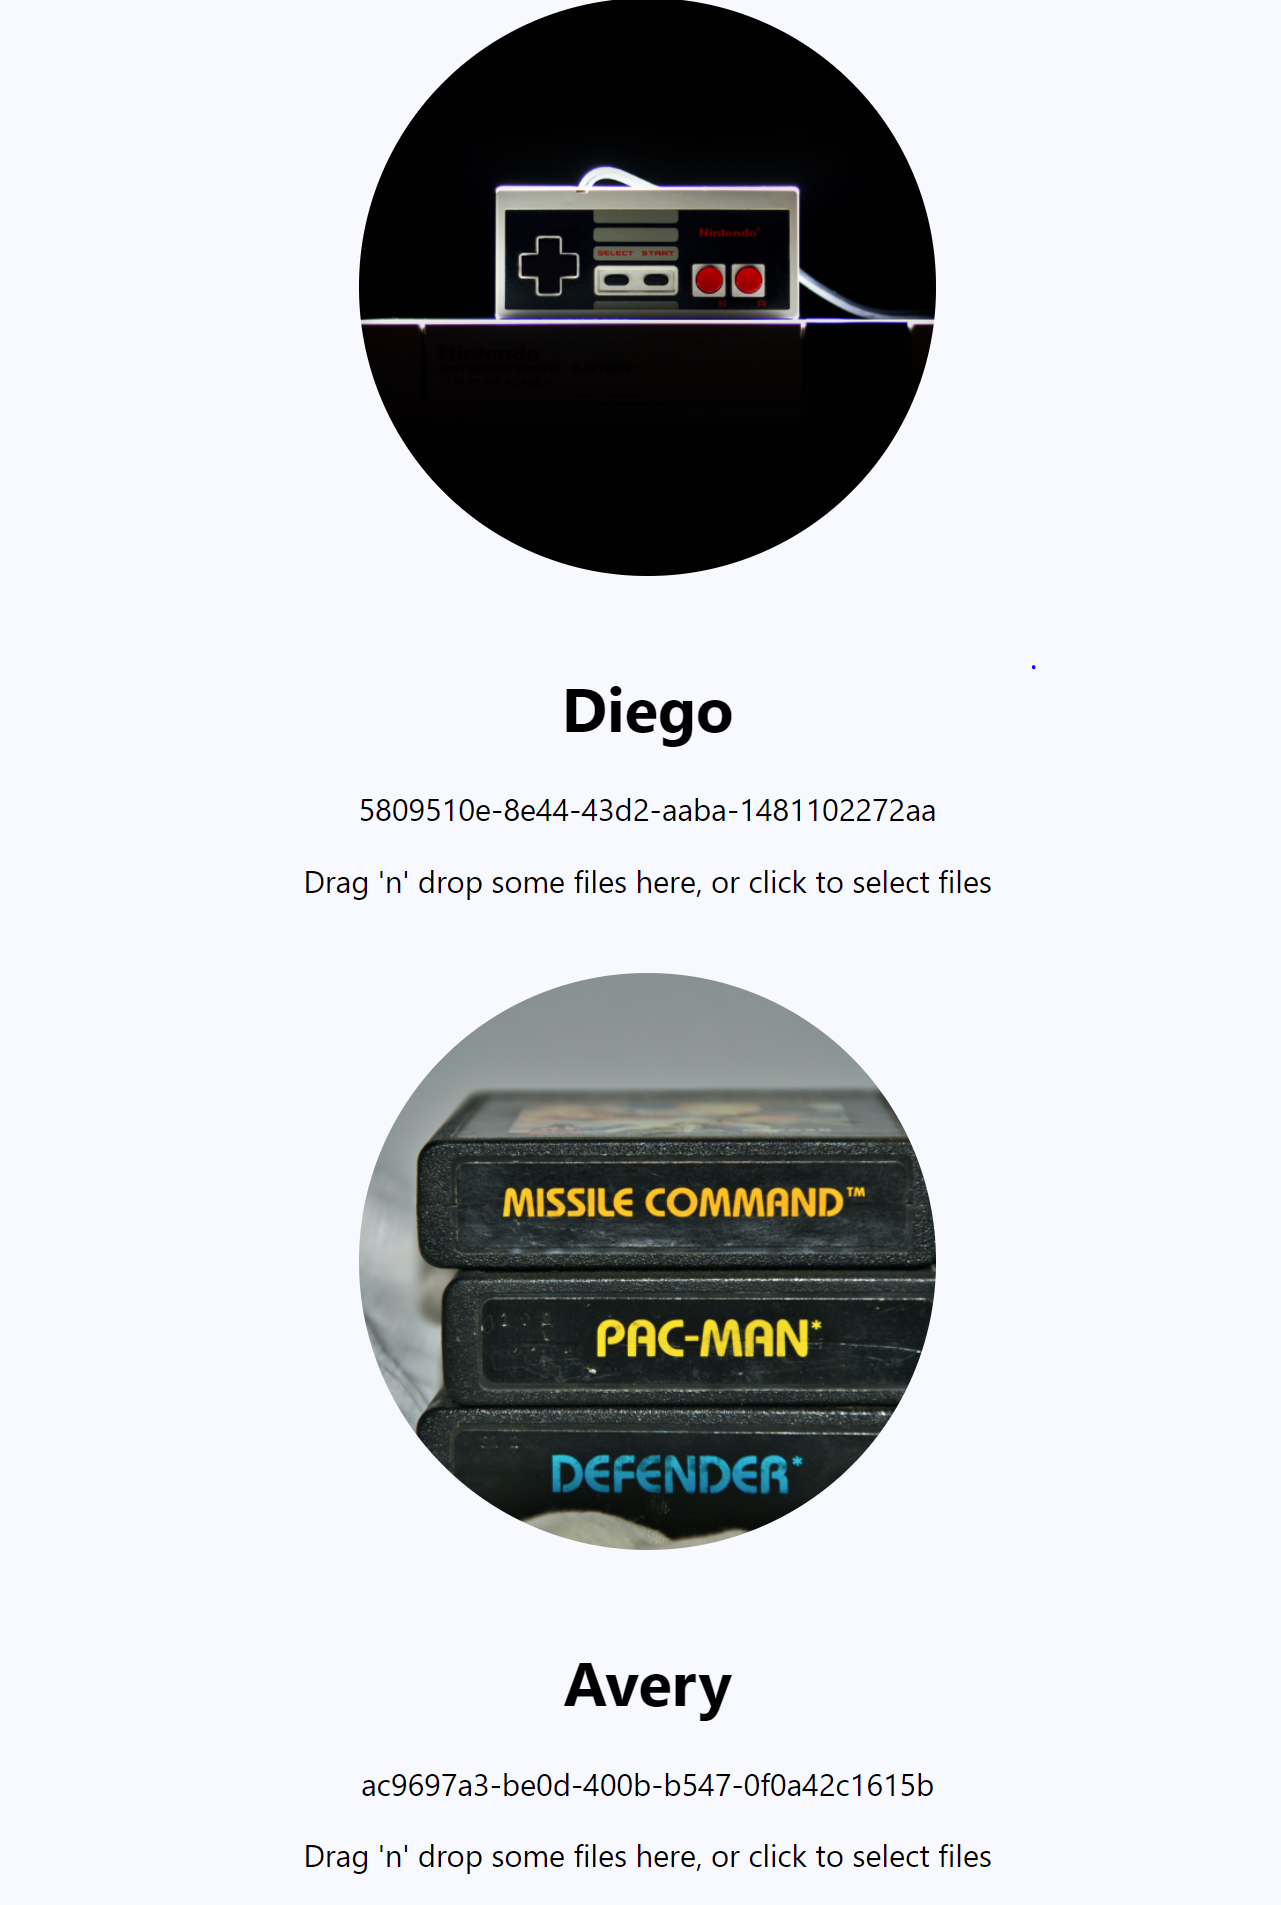 Nintendo®
SELECT START
B A
Nintendo
Diego
5809510e-8e44-43d2-aaba-1481102272aa
Drag 'n' drop some files here, or click to select files
MISSILE COMMAND™
PAC-MAN*
DEFENDER*
Avery
ac9697a3-be0d-400b-b547-0f0a42c1615b
Drag 'n' drop some files here, or click to select files